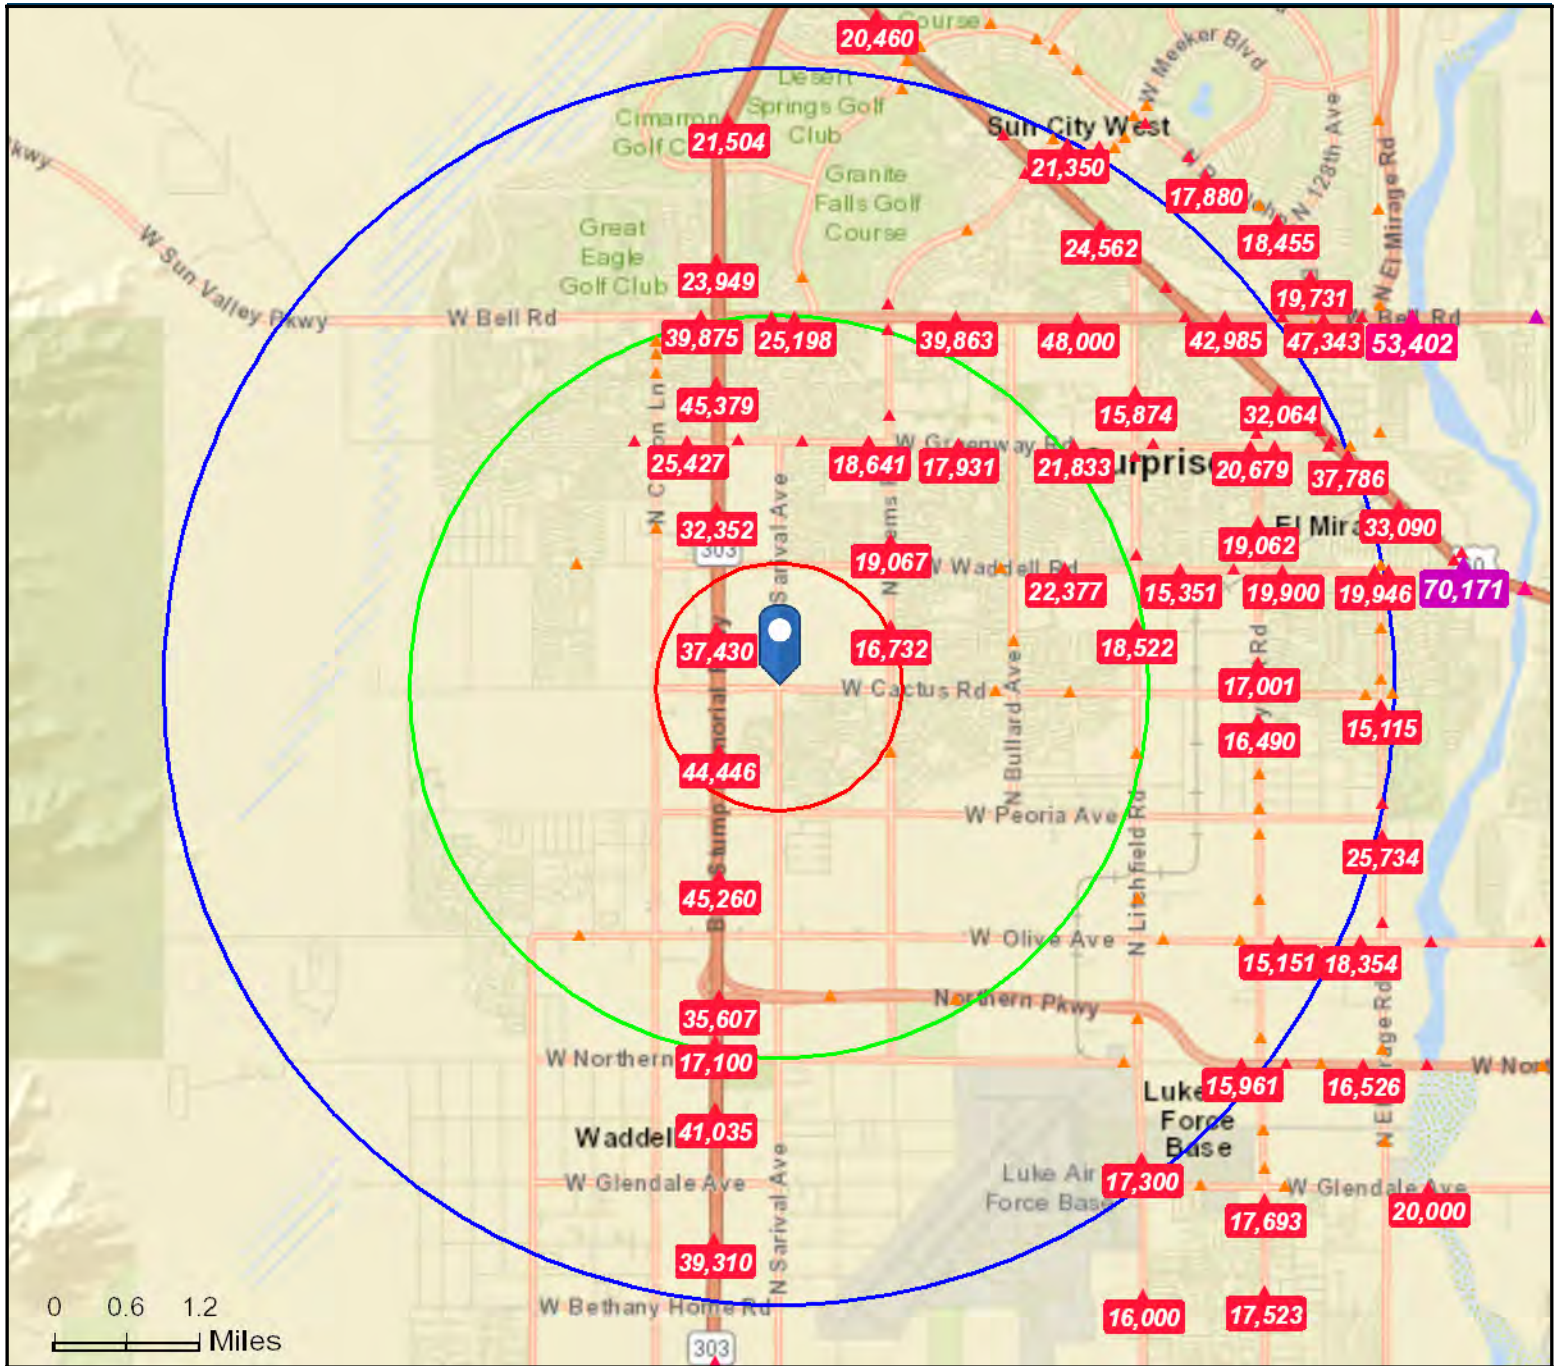 Course
20,460
W Meeker Blvd
Desert
Springs Golf
Club
Cimarron
21,504
Sun City West
21,350
N 128th Ave
Granite
Falls Golf
Course
17,880
18,455
N El Mirage Rd
Great
Eagle
Golf Club
23,949
24,562
19,731
Pkwy
W Sun Valley Pkwy
W Bell Rd
39,875
25,198
39,863
48,000
42,985
47,343
W Bell Rd
53,402
45,379
15,874
32,064
25,427
18,641
W Greenway Rd
17,931
21,833
Surprise
20,679
37,786
32,352
303
N Sarival Ave
19,067
W Waddell Rd
22,377
15,351
19,062
El Mirage
33,090
19,900
19,946
70,171
37,430
16,732
18,522
W Cactus Rd
N Bullard Ave
17,001
16,490
15,115
44,446
W Peoria Ave
N Litchfield Rd
25,734
45,260
W Olive Ave
15,151
18,354
35,607
Northern Pkwy
W Northern
17,100
15,961
16,526
Waddell
41,035
Luke
Force
Base
W Glendale Ave
N Sarival Ave
Luke Air
Force Base
17,300
W Glendale Ave
17,693
20,000
39,310
W Bethany Home Rd
16,000
17,523
303
0 0.6 1.2
Miles